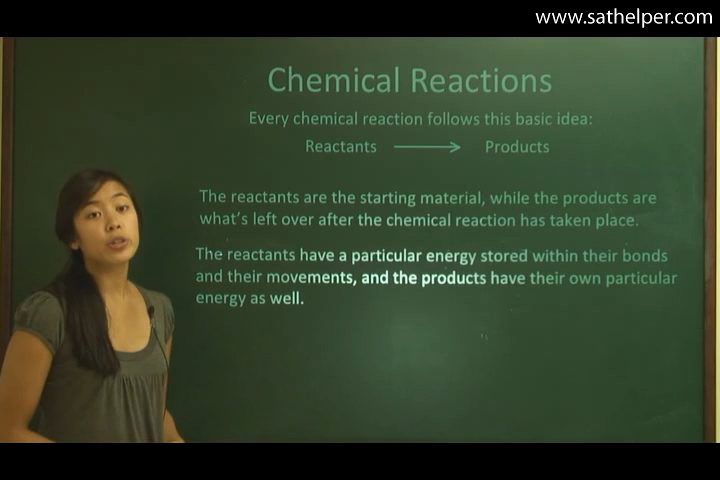 www.sathelper.com
Chemical Reactions
Every chemical reaction follows this basic idea:
Reactants Products
The reactants are the starting material, while the products are
what's left over after the chemical reaction has taken place.
The reactants have a particular energy stored within their bonds
and their movements, and the products have their own particular
energy as well.